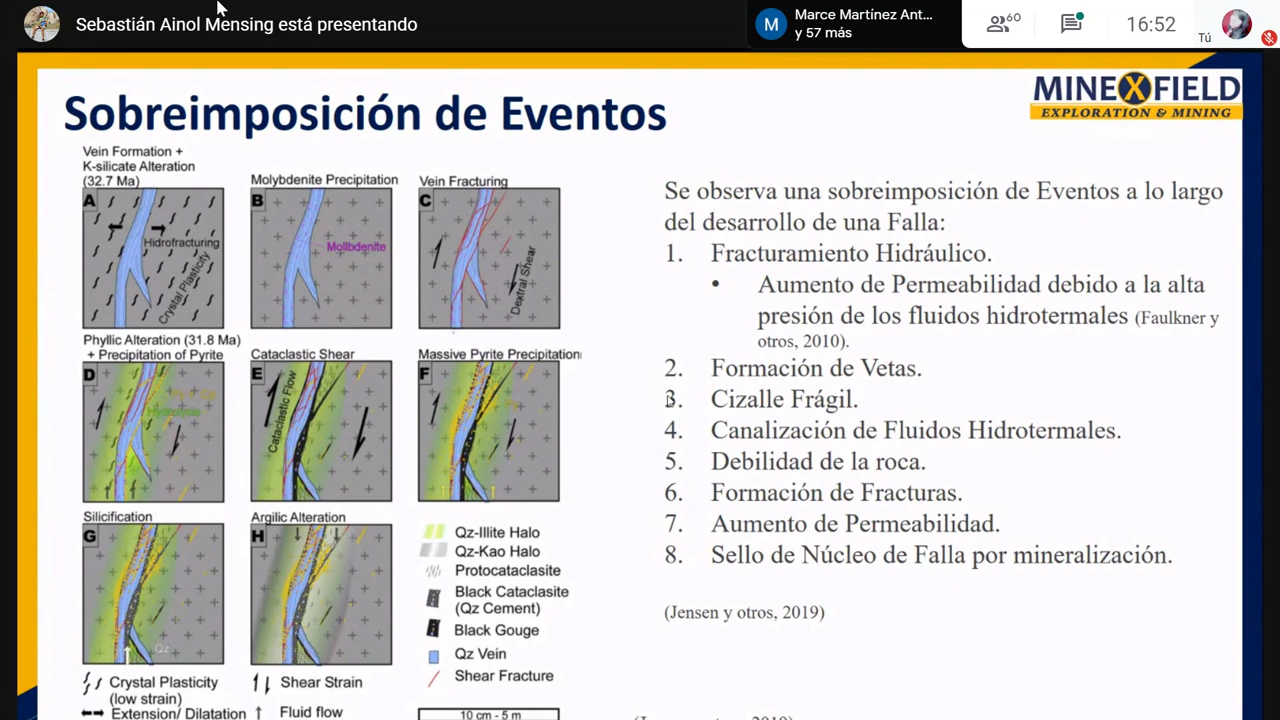 Sebastián Ainol Mensing está presentando
M
Marce Martínez Ant...
y 57 más
60
16:52
Tú
MINEXFIELD
EXPLORATION & MINING
Sobreimposición de Eventos
Vein Formation +
K-silicate Alteration
(32.7 Ma)
A
Hidrofracturing
Crystal Plasticity
Molybdenite Precipitation
B
Molibdenite
Vein Fracturing
C
Dextral Shear
Phyllic Alteration (31.8 Ma)
+ Precipitation of Pyrite
D
Hydrolysis
Cataclastic Shear
E
Cataclastic Flow
Massive Pyrite Precipitation
F
Silicification
G
Qz
Argilic Alteration
H
Qz-Illite Halo
Qz-Kao Halo
Protocataclasite
Black Cataclasite
(Qz Cement)
Black Gouge
Qz Vein
Shear Fracture
Crystal Plasticity
(low strain)
Extension/ Dilatation
Shear Strain
Fluid flow
10 cm - 5 m
Se observa una sobreimposición de Eventos a lo largo
del desarrollo de una Falla:
1. Fracturamiento Hidráulico.
• Aumento de Permeabilidad debido a la alta
presión de los fluidos hidrotermales (Faulkner y
otros, 2010).
2. Formación de Vetas.
3. Cizalle Frágil.
4. Canalización de Fluidos Hidrotermales.
5. Debilidad de la roca.
6. Formación de Fracturas.
7. Aumento de Permeabilidad.
8. Sello de Núcleo de Falla por mineralización.
(Jensen y otros, 2019)